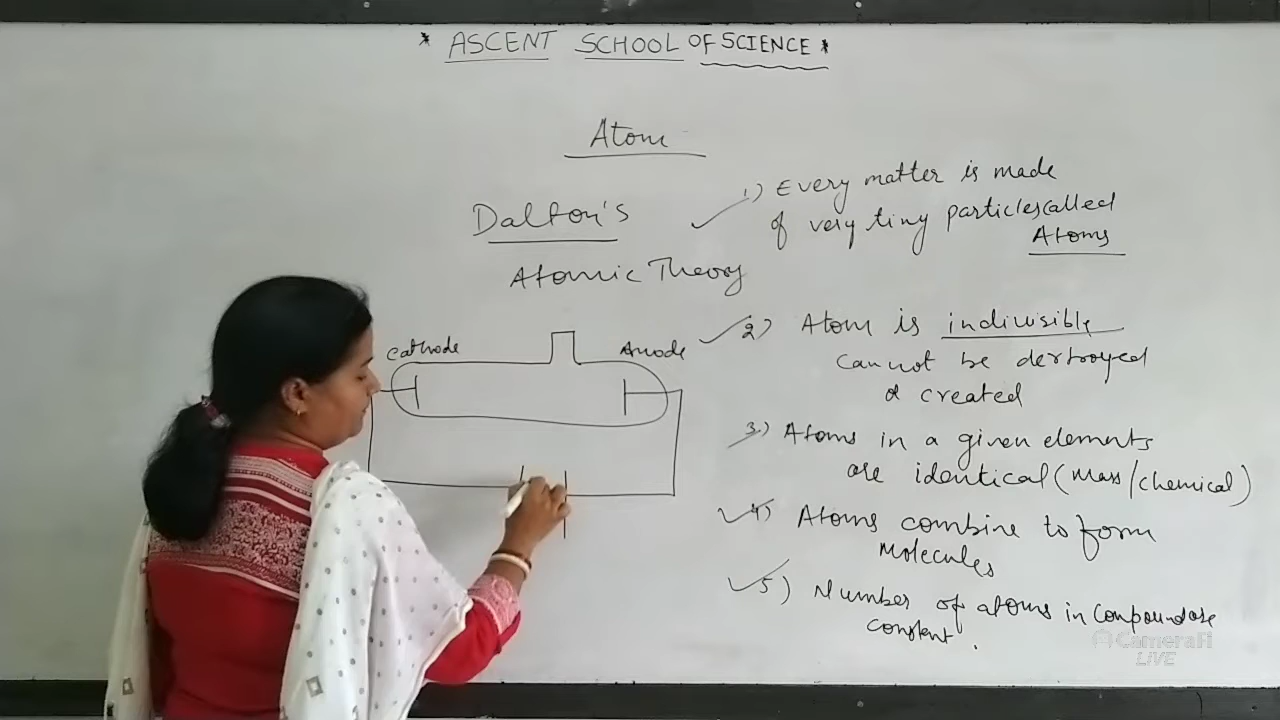 * ASCENT SCHOOL OF SCIENCE *
Atom
Dalton's
Atomic Theory
1) Every matter is made
of very tiny particles called
Atoms
Cathode
Anode
2) Atom is indivisible
cannot be dertroyed
& created
3.) Atoms in a given elements
are identical (mass/chemical)
4) Atoms combine to form
Molecules
5) Number of atoms in compound are
constent.
CameraFi
LIVE